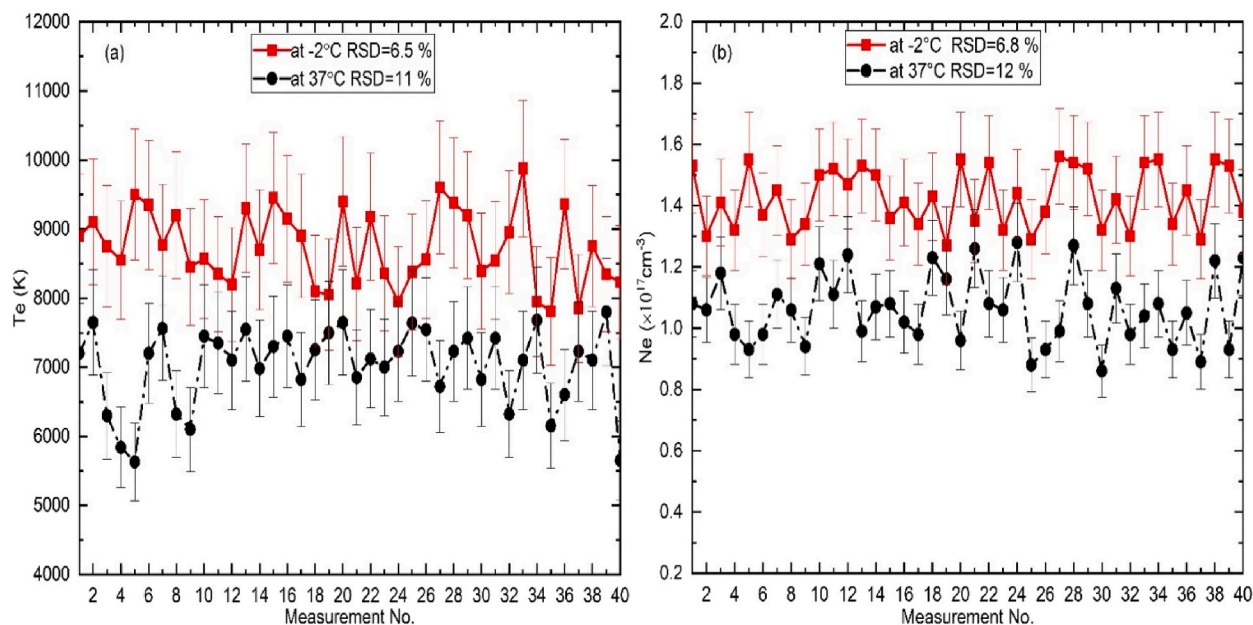 (a)
at -2°C RSD=6.5 %
at 37°C RSD=11 %
12000
11000
10000
9000
8000
7000
6000
5000
4000
Te (K)
2 4 6 8 10 12 14 16 18 20 22 24 26 28 30 32 34 36 38 40
Measurement No.
(b)
at -2°C RSD=6.8 %
at 37°C RSD=12 %
2.0
1.8
1.6
1.4
1.2
1.0
0.8
0.6
0.4
0.2
Ne (×10¹⁷cm⁻³)
2 4 6 8 10 12 14 16 18 20 22 24 26 28 30 32 34 36 38 40
Measurement No.